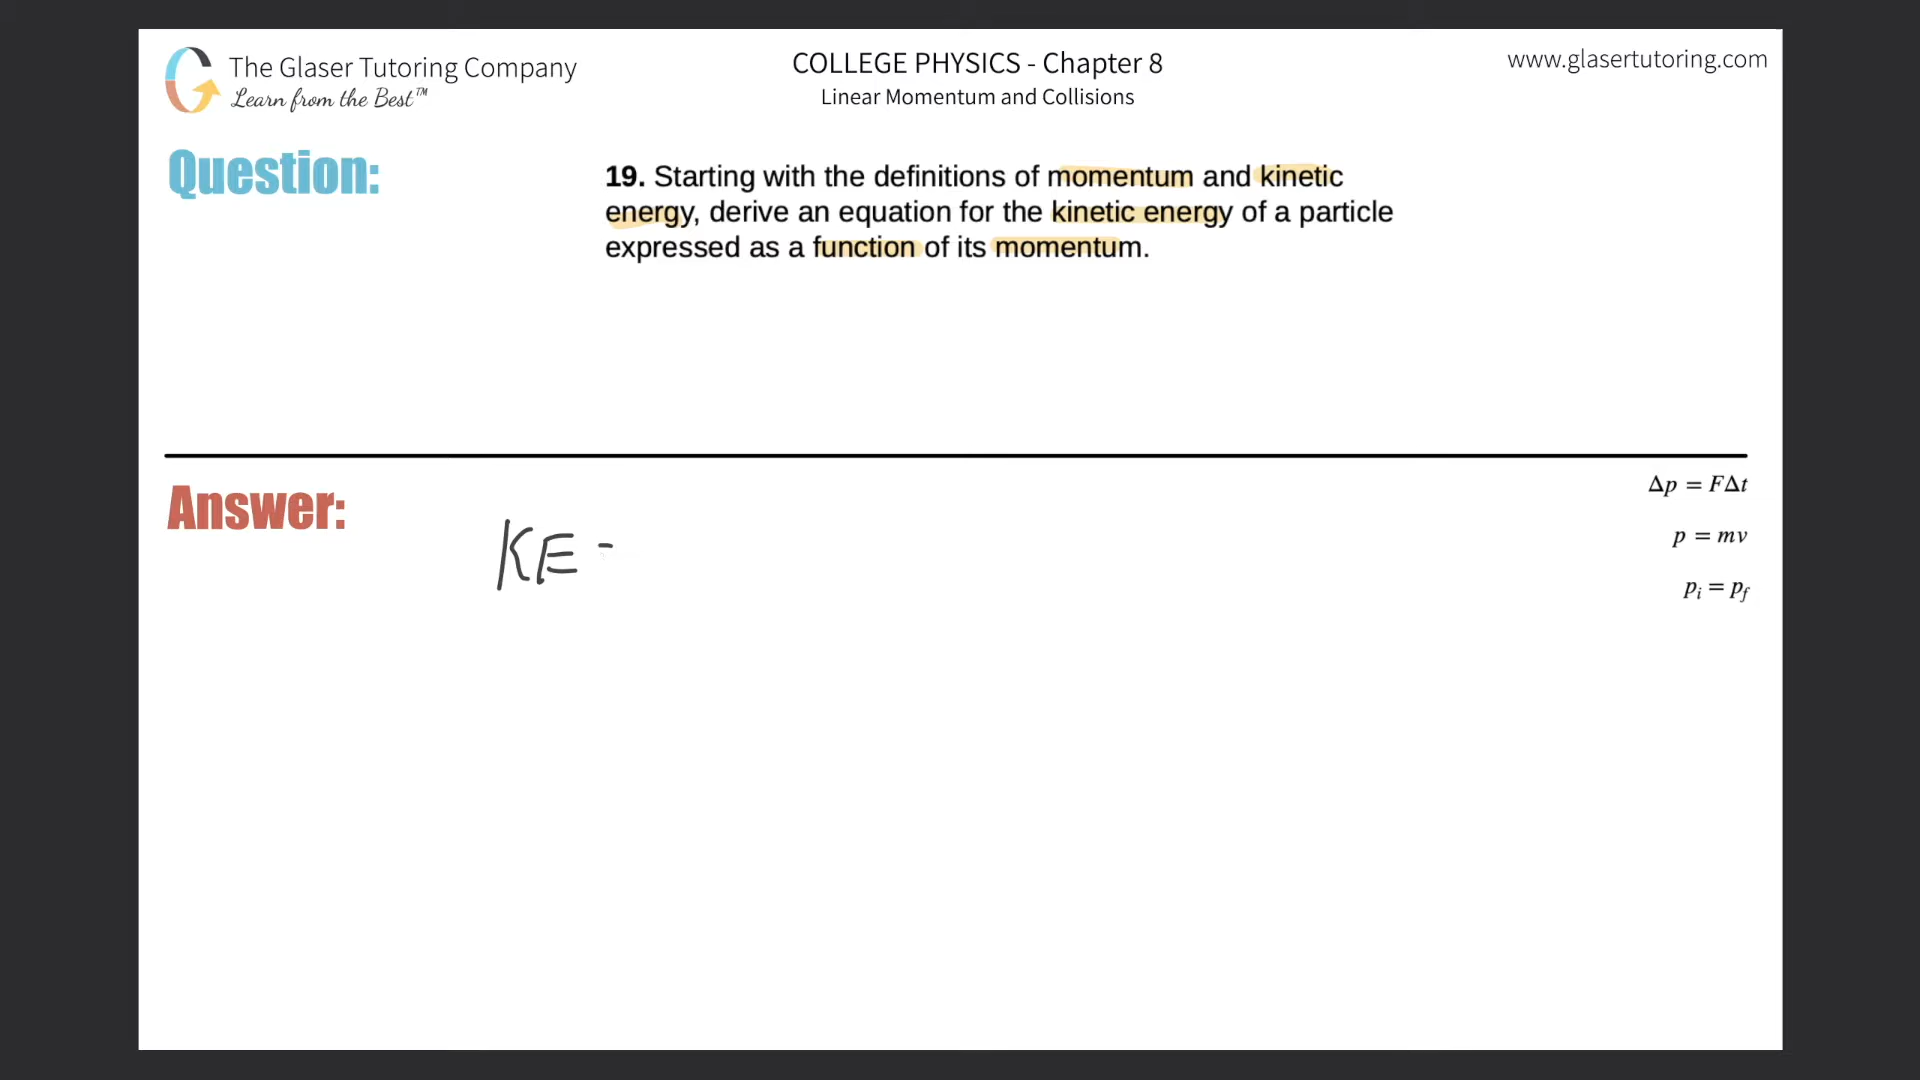 The Glaser Tutoring Company
Learn from the Best™
COLLEGE PHYSICS - Chapter 8
Linear Momentum and Collisions
www.glasertutoring.com
Question:
19. Starting with the definitions of momentum and kinetic
energy, derive an equation for the kinetic energy of a particle
expressed as a function of its momentum.
Answer:
KE -
Δp = FΔt
p = mv
pᵢ = p_f